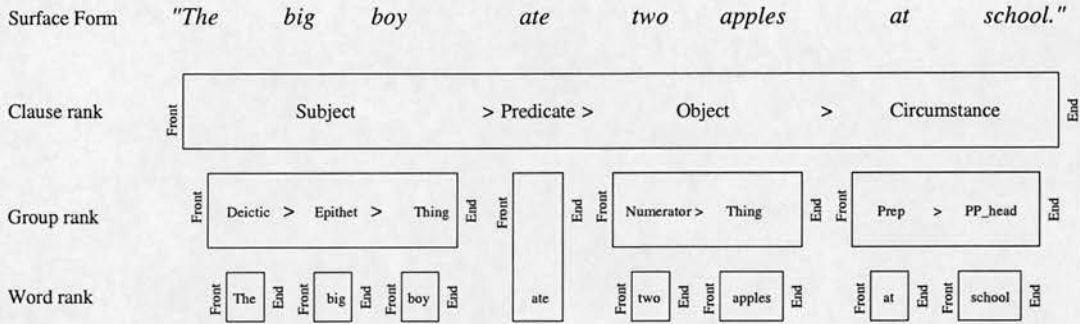 Surface Form "The big boy ate two apples at school."
Clause rank Front Subject > Predicate > Object > Circumstance End
Group rank Front Deictic > Epithet > Thing End Front End Front Numerator > Thing End Front Prep > PP_head End
Word rank Front The End Front big End Front boy End ate Front two End Front apples End Front at End Front school End